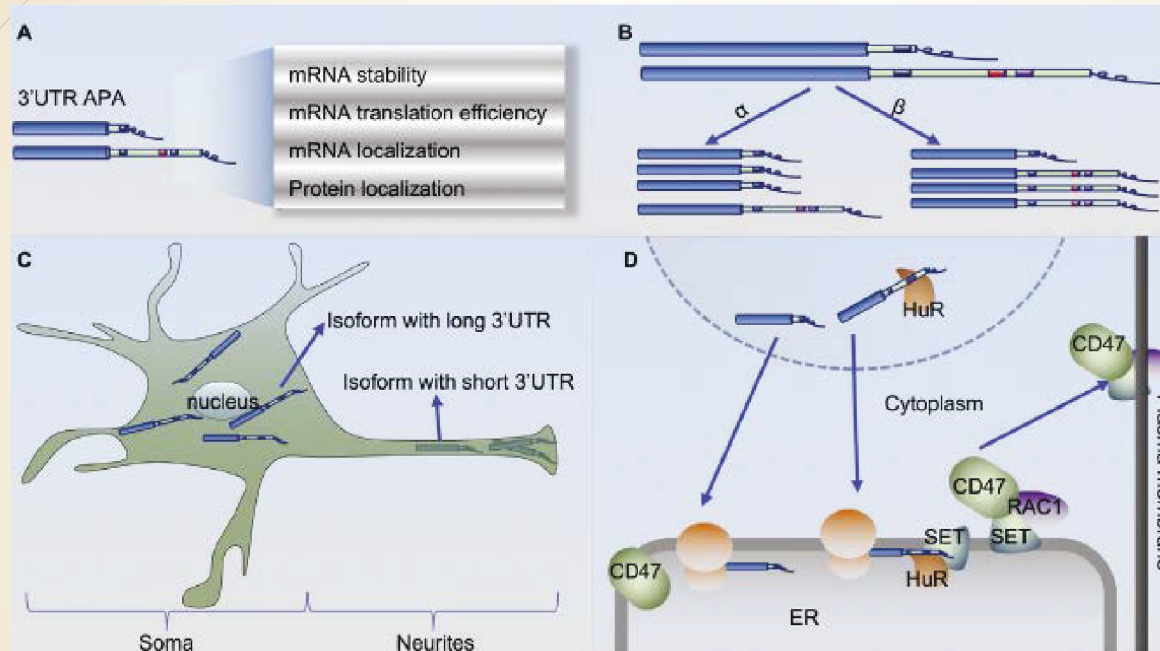 A
3'UTR APA
mRNA stability
mRNA translation efficiency
mRNA localization
Protein localization
B
α
β
C
Isoform with long 3'UTR
Isoform with short 3'UTR
nucleus
Soma
Neurites
D
HuR
CD47
Cytoplasm
CD47
RAC1
SET
SET
CD47
HuR
ER